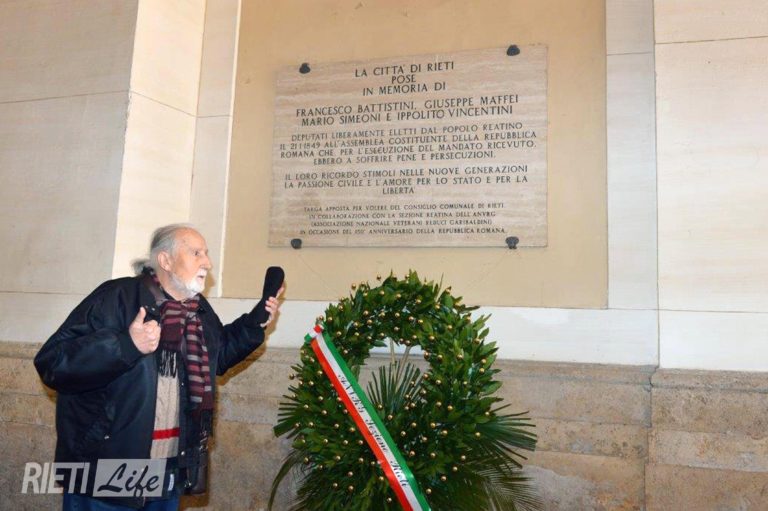 LA CITTÀ DI RIETI
POSE
IN MEMORIA DI
FRANCESCO BATTISTINI, GIUSEPPE MAFFEI
MARIO SIMEONI E IPPOLITO VINCENTINI
DEPUTATI LIBERAMENTE ELETTI DAL POPOLO REATINO
IL 21.1.1849 ALL'ASSEMBLEA COSTITUENTE DELLA REPUBBLICA
ROMANA CHE, PER L'ESECUZIONE DEL MANDATO RICEVUTO,
EBBERO A SOFFRIRE PENE E PERSECUZIONI.
IL LORO RICORDO STIMOLI NELLE NUOVE GENERAZIONI
LA PASSIONE CIVILE E L'AMORE PER LO STATO E PER LA
LIBERTA'
TARGA APPOSTA PER VOLERE DEL CONSIGLIO COMUNALE DI RIETI,
IN COLLABORAZIONE CON LA SEZIONE REATINA DELL'ANVRG
(ASSOCIAZIONE NAZIONALE VETERANI REDUCI GARIBALDINI)
IN OCCASIONE DEL 150° ANNIVERSARIO DELLA REPUBBLICA ROMANA.
Sezione Rieti
RIETI Life